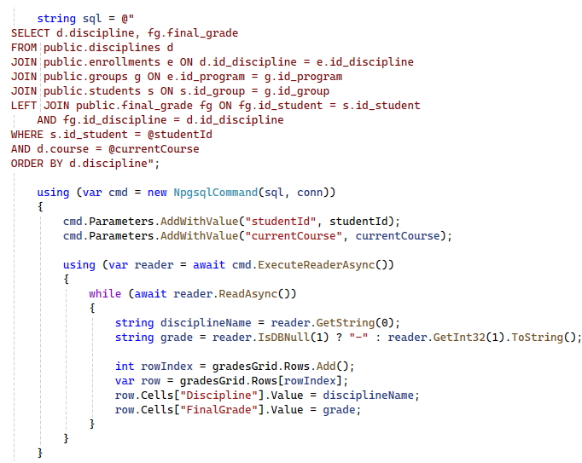 string sql = @"
SELECT d.discipline, fg.final_grade
FROM public.disciplines d
JOIN public.enrollments e ON d.id_discipline = e.id_discipline
JOIN public.groups g ON e.id_program = g.id_program
JOIN public.students s ON s.id_group = g.id_group
LEFT JOIN public.final_grade fg ON fg.id_student = s.id_student
    AND fg.id_discipline = d.id_discipline
WHERE s.id_student = @studentId
AND d.course = @currentCourse
ORDER BY d.discipline";

    using (var cmd = new NpgsqlCommand(sql, conn))
    {
        cmd.Parameters.AddWithValue("studentId", studentId);
        cmd.Parameters.AddWithValue("currentCourse", currentCourse);

        using (var reader = await cmd.ExecuteReaderAsync())
        {
            while (await reader.ReadAsync())
            {
                string disciplineName = reader.GetString(0);
                string grade = reader.IsDBNull(1) ? "-" : reader.GetInt32(1).ToString();

                int rowIndex = gradesGrid.Rows.Add();
                var row = gradesGrid.Rows[rowIndex];
                row.Cells["Discipline"].Value = disciplineName;
                row.Cells["FinalGrade"].Value = grade;
            }
        }
    }